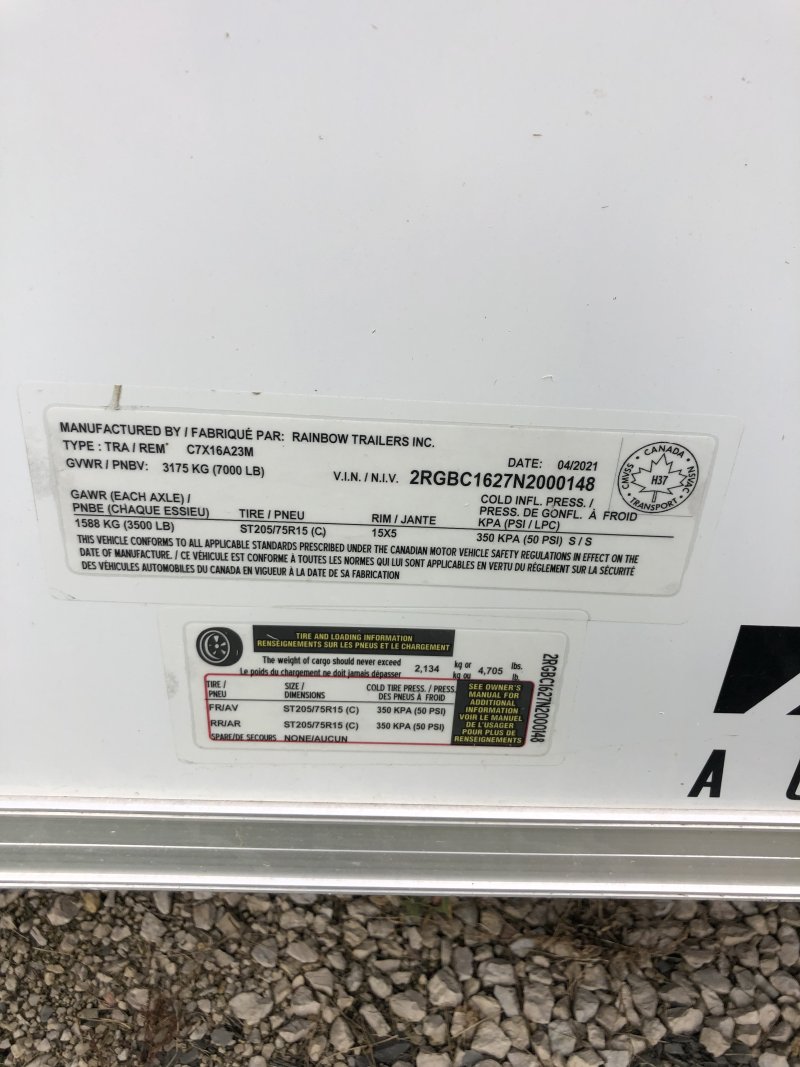 MANUFACTURED BY / FABRIQUÉ PAR: RAINBOW TRAILERS INC.
TYPE : TRA / REM C7X16A23M
DATE: 04/2021
GVWR / PNBV: 3175 KG (7000 LB)
V.I.N. / N.I.V. 2RGBC1627N2000148
CANADA
CMVSS
NSVAC
H37
TRANSPORT
GAWR (EACH AXLE) /
PNBE (CHAQUE ESSIEU)
TIRE / PNEU
RIM / JANTE
COLD INFL. PRESS. /
PRESS. DE GONFL. À FROID
KPA (PSI / LPC)
1588 KG (3500 LB)
ST205/75R15 (C)
15X5
350 KPA (50 PSI) S / S
THIS VEHICLE CONFORMS TO ALL APPLICABLE STANDARDS PRESCRIBED UNDER THE CANADIAN MOTOR VEHICLE SAFETY REGULATIONS IN EFFECT ON THE
DATE OF MANUFACTURE. / CE VÉHICULE EST CONFORME À TOUTES LES NORMES QUI LUI SONT APPLICABLES EN VERTU DU RÉGLEMENT SUR LA SÉCURITÉ
DES VÉHICULES AUTOMOBILES DU CANADA EN VIGUEUR À LA DATE DE SA FABRICATION
TIRE AND LOADING INFORMATION
RENSEIGNEMENTS SUR LES PNEUS ET LE CHARGEMENT
The weight of cargo should never exceed
Le poids du chargement ne doit jamais dépasser
2,134
kg or
kg ou
4,705
lbs.
lb.
TIRE /
PNEU
SIZE /
DIMENSIONS
COLD TIRE PRESS. / PRESS.
DES PNEUS À FROID
FR/AV ST205/75R15 (C) 350 KPA (50 PSI)
RR/AR ST205/75R15 (C) 350 KPA (50 PSI)
SPARE/DE SECOURS NONE/AUCUN
SEE OWNER'S
MANUAL FOR
ADDITIONAL
INFORMATION
VOIR LE MANUEL
DE L'USAGER
POUR PLUS DE
RENSEIGNEMENTS
2RGBC1627N2000148
A